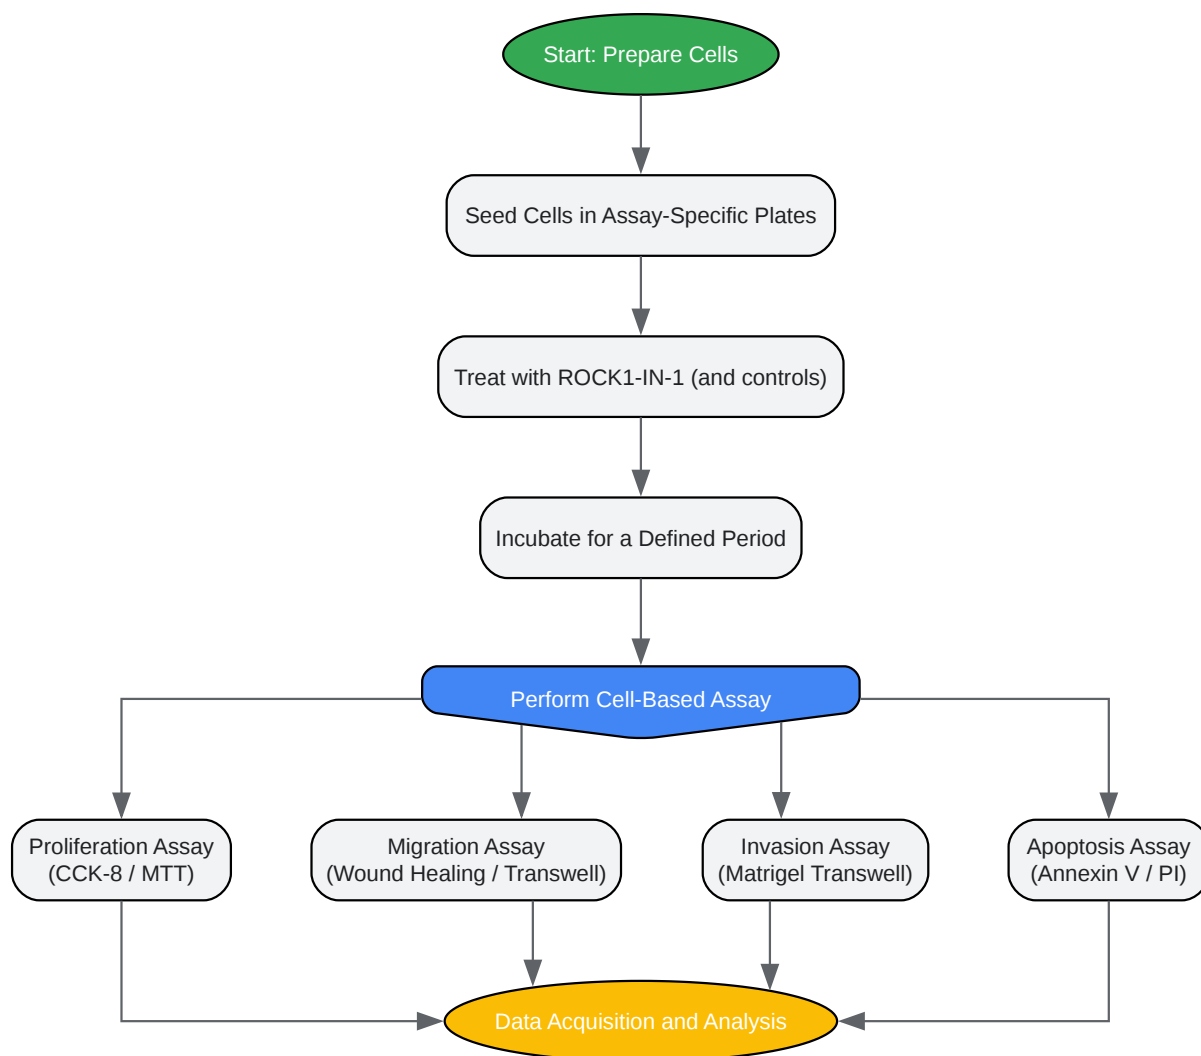 Start: Prepare Cells
Seed Cells in Assay-Specific Plates
Treat with ROCK1-IN-1 (and controls)
Incubate for a Defined Period
Perform Cell-Based Assay
Proliferation Assay
(CCK-8 / MTT)
Migration Assay
(Wound Healing / Transwell)
Invasion Assay
(Matrigel Transwell)
Apoptosis Assay
(Annexin V / PI)
Data Acquisition and Analysis